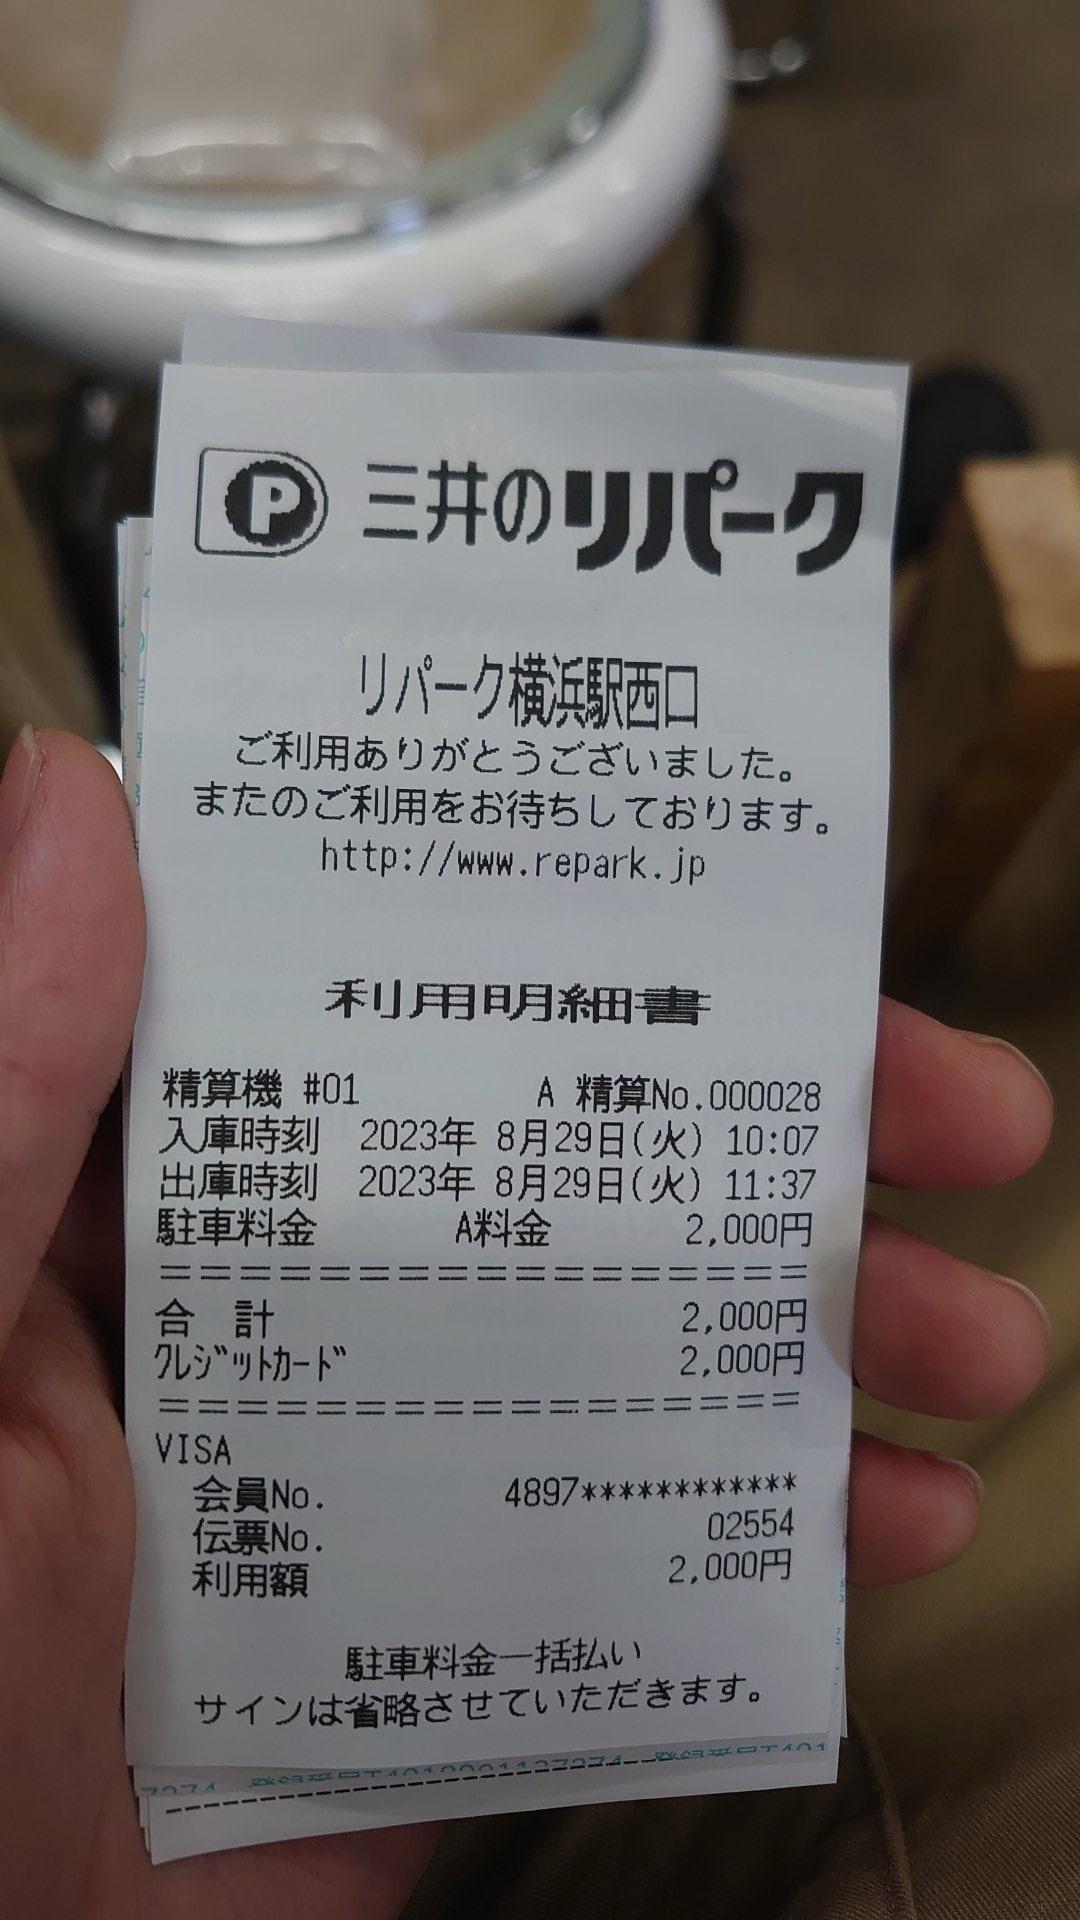 P 三井のリパーク
リパーク横浜駅西口
ご利用ありがとうございました。
またのご利用をお待ちしております。
http://www.repark.jp
利用明細書
精算機 #01 A 精算No.000028
入庫時刻 2023年 8月29日(火) 10:07
出庫時刻 2023年 8月29日(火) 11:37
駐車料金 A料金 2,000円
==================
合 計 2,000円
クレジットカード 2,000円
==================
VISA
会員No. 4897************
伝票No. 02554
利用額 2,000円
駐車料金一括払い
サインは省略させていただきます。